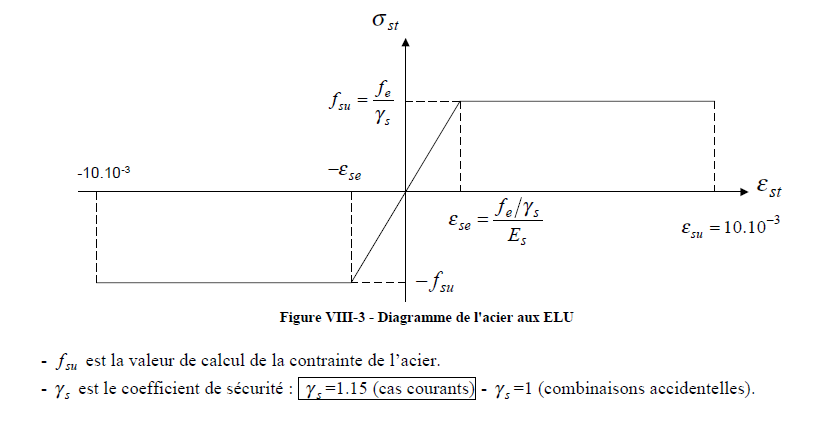 σst
fsu = fe/γs
-10.10-3
−εse
εst
εse = fe/γs / Es
εsu = 10.10−3
−fsu
Figure VIII-3 - Diagramme de l'acier aux ELU
- fsu est la valeur de calcul de la contrainte de l’acier.
- γs est le coefficient de sécurité : γs=1.15 (cas courants) - γs=1 (combinaisons accidentelles).